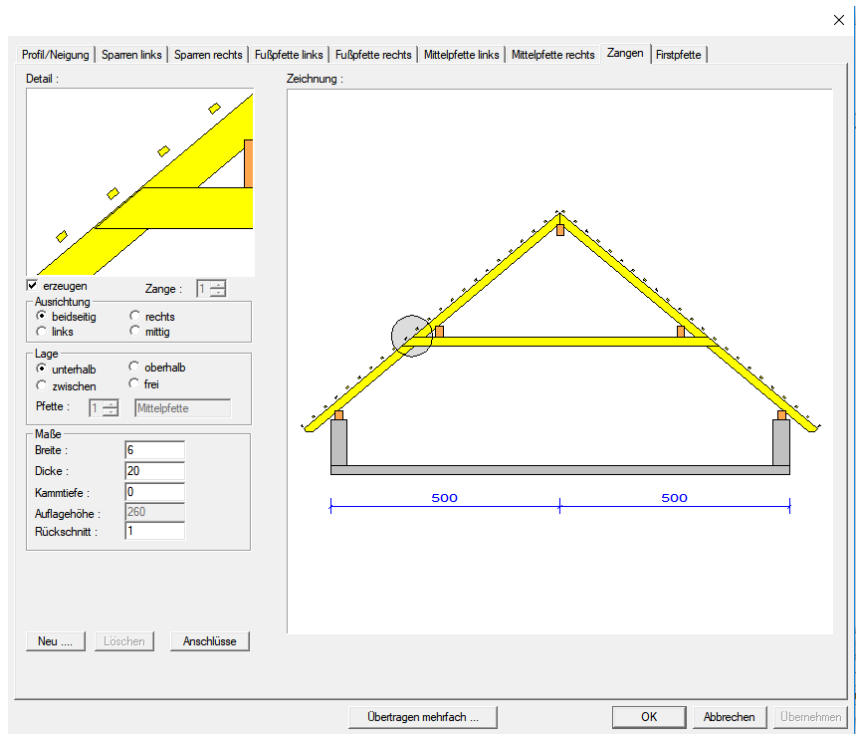 Profil/Neigung Sparren links Sparren rechts Fußpfette links Fußpfette rechts Mittelpfette links Mittelpfette rechts Zangen Firstpfette
Detail :
Zeichnung :
erzeugen Zange : 1
Ausrichtung
beidseitig rechts
links mittig
Lage
unterhalb oberhalb
zwischen frei
Pfette : 1 Mittelpfette
Maße
Breite : 6
Dicke : 20
Kammtiefe : 0
Auflagehöhe : 260
Rückschnitt : 1
500 500
Neu .... Löschen Anschlüsse
Übertragen mehrfach ... OK Abbrechen Übernehmen